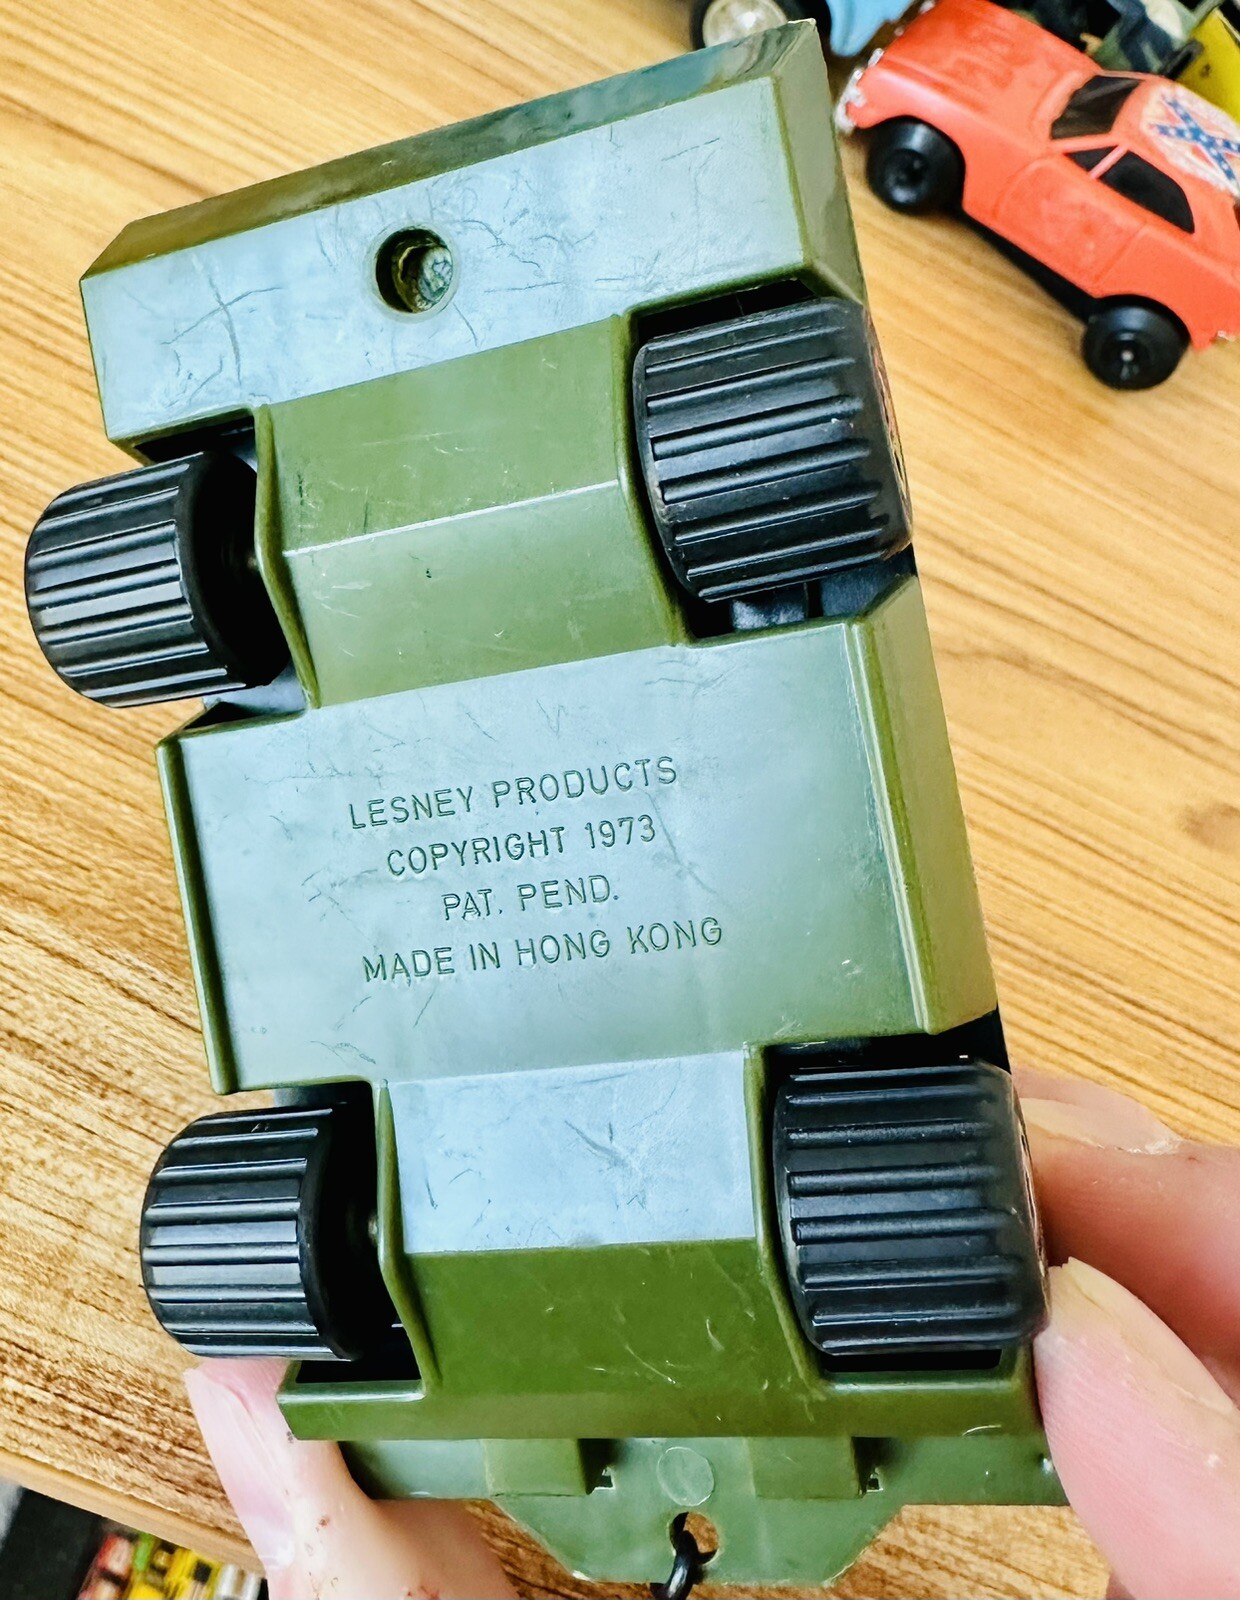 LESNEY PRODUCTS
COPYRIGHT 1973
PAT. PEND.
MADE IN HONG KONG